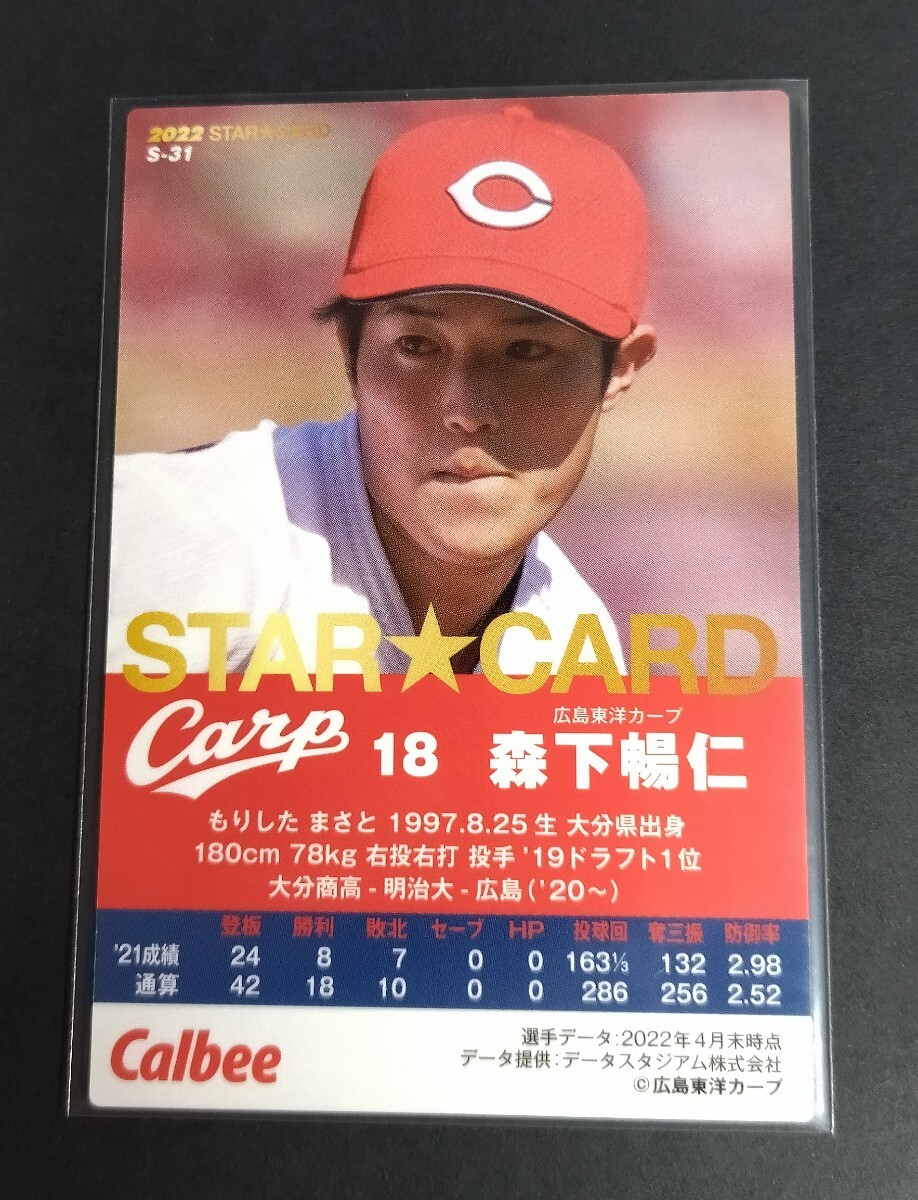 2022 STAR★CARD
S-31
STAR★CARD
広島東洋カープ
Carp 18 森下暢仁
もりした まさと 1997.8.25生 大分県出身
180cm 78kg 右投右打 投手 '19ドラフト1位
大分商高 - 明治大 - 広島('20~)
登板 勝利 敗北 セーブ HP 投球回 奪三振 防御率
'21成績 24 8 7 0 0 163⅓ 132 2.98
通算 42 18 10 0 0 286 256 2.52
Calbee
選手データ:2022年4月末時点
データ提供:データスタジアム株式会社
©広島東洋カープ